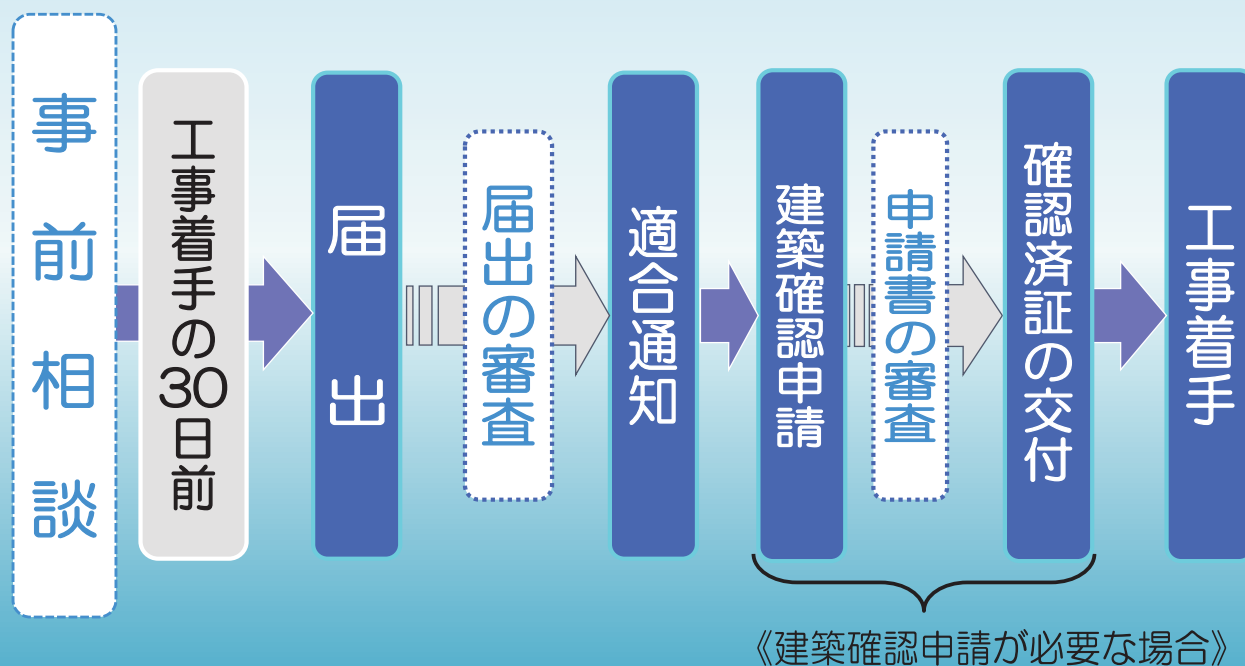 事前相談
工事着手の30日前
届出
届出の審査
適合通知
建築確認申請
申請書の審査
確認済証の交付
工事着手
《建築確認申請が必要な場合》